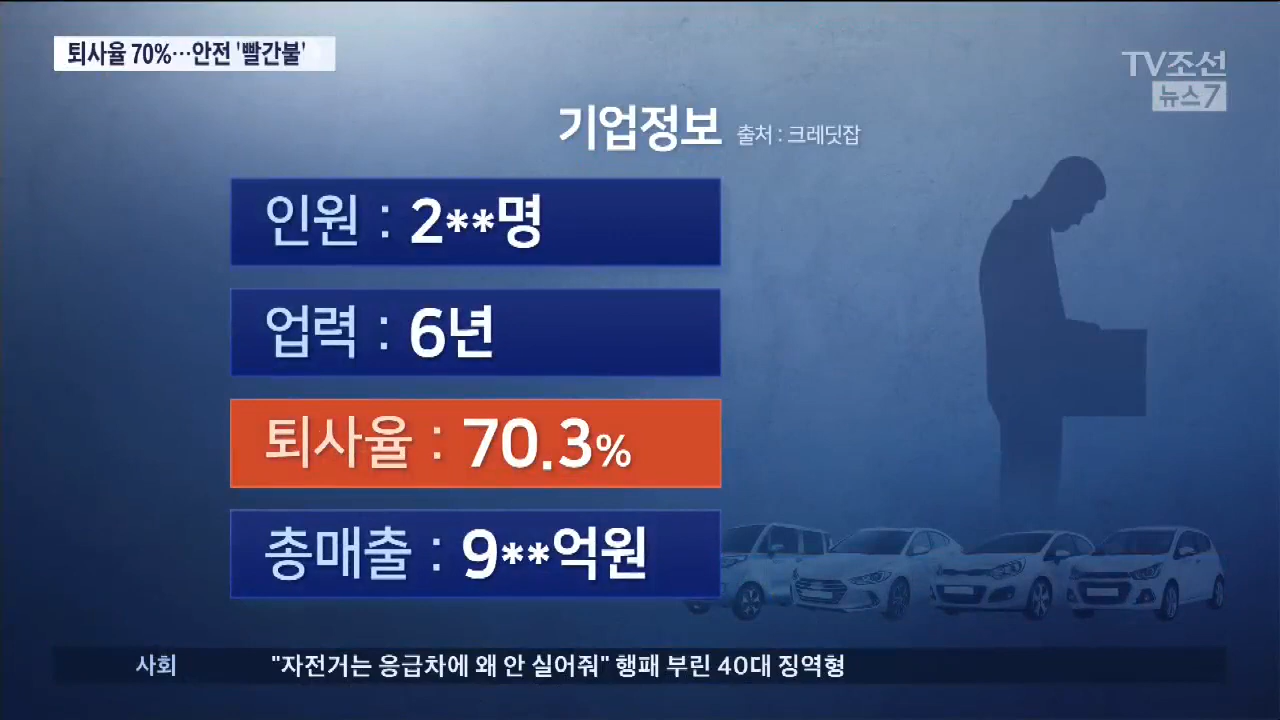 퇴사율 70%…안전 '빨간불'
TV조선
뉴스7
기업정보 출처 : 크레딧잡
인원 : 2**명
업력 : 6년
퇴사율 : 70.3%
총매출 : 9**억원
사회 "자전거는 응급차에 왜 안 실어줘" 행패 부린 40대 징역형